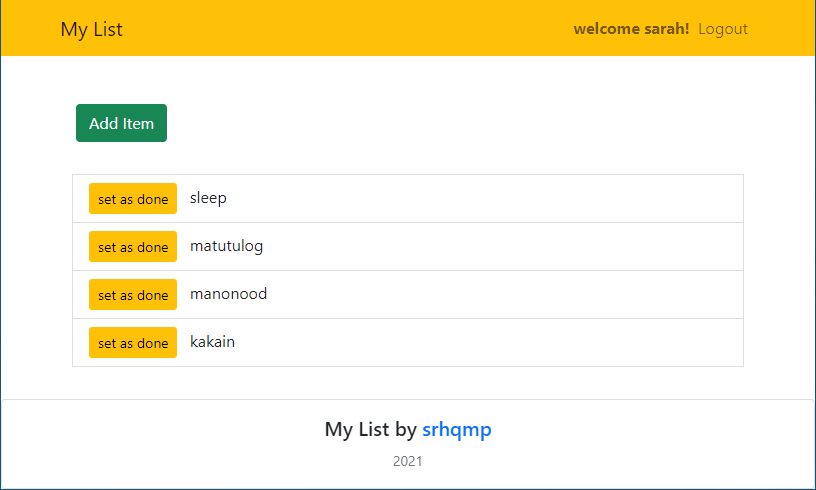 My List welcome sarah! Logout
Add Item
set as done sleep
set as done matutulog
set as done manonood
set as done kakain
My List by srhqmp
2021